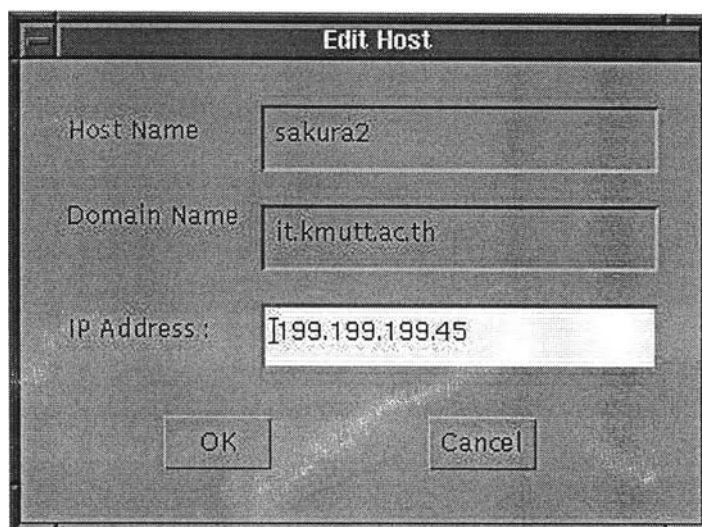 Edit Host
Host Name
sakura2
Domain Name
it.kmutt.ac.th
IP Address :
199.199.199.45
OK
Cancel